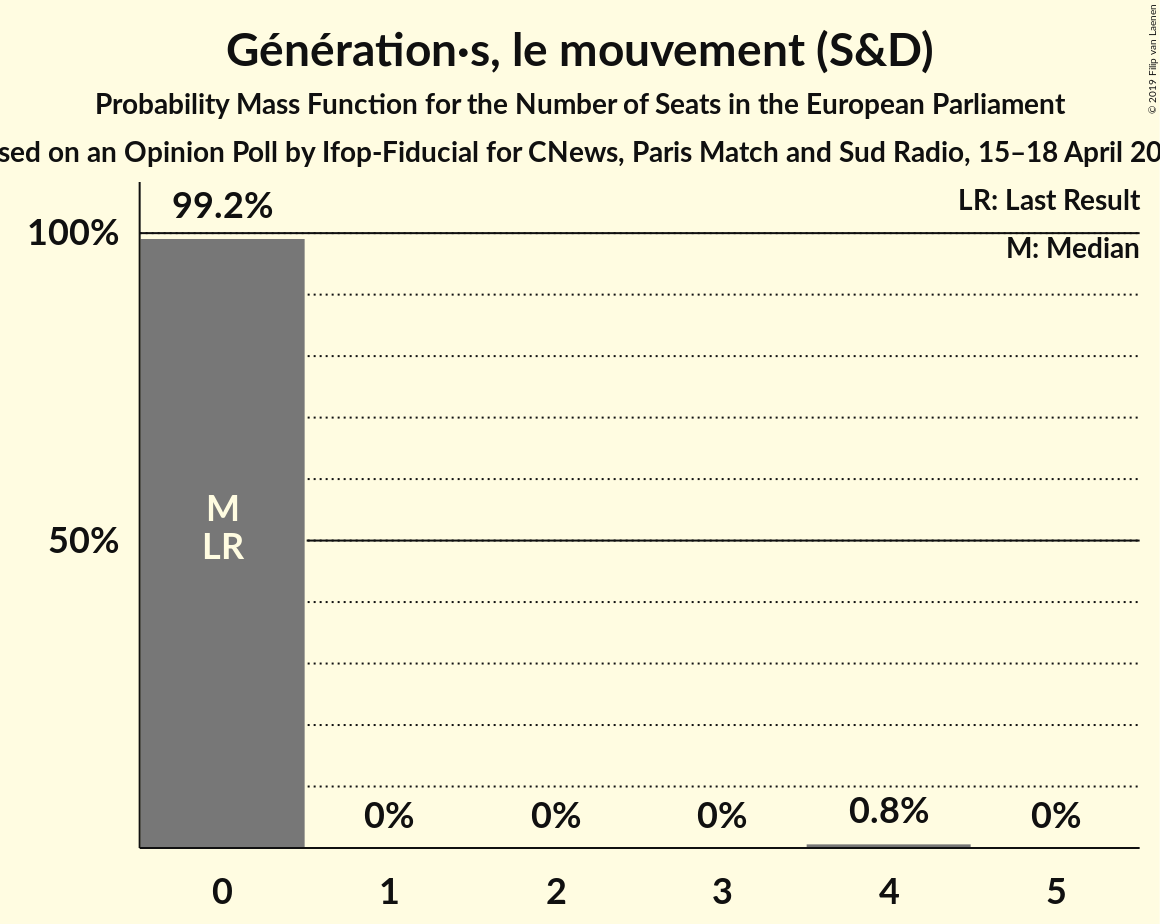 Génération·s, le mouvement (S&D)
Probability Mass Function for the Number of Seats in the European Parliament
on an Opinion Poll by Ifop-Fiducial for CNews, Paris Match and Sud Radio, 15–18 April
© 2019 Filip van Laenen
LR: Last Result
M: Median
99.2%
100%
M
50%
LR
0% 0% 0% 0.8% 0%
0 1 2 3 4 5